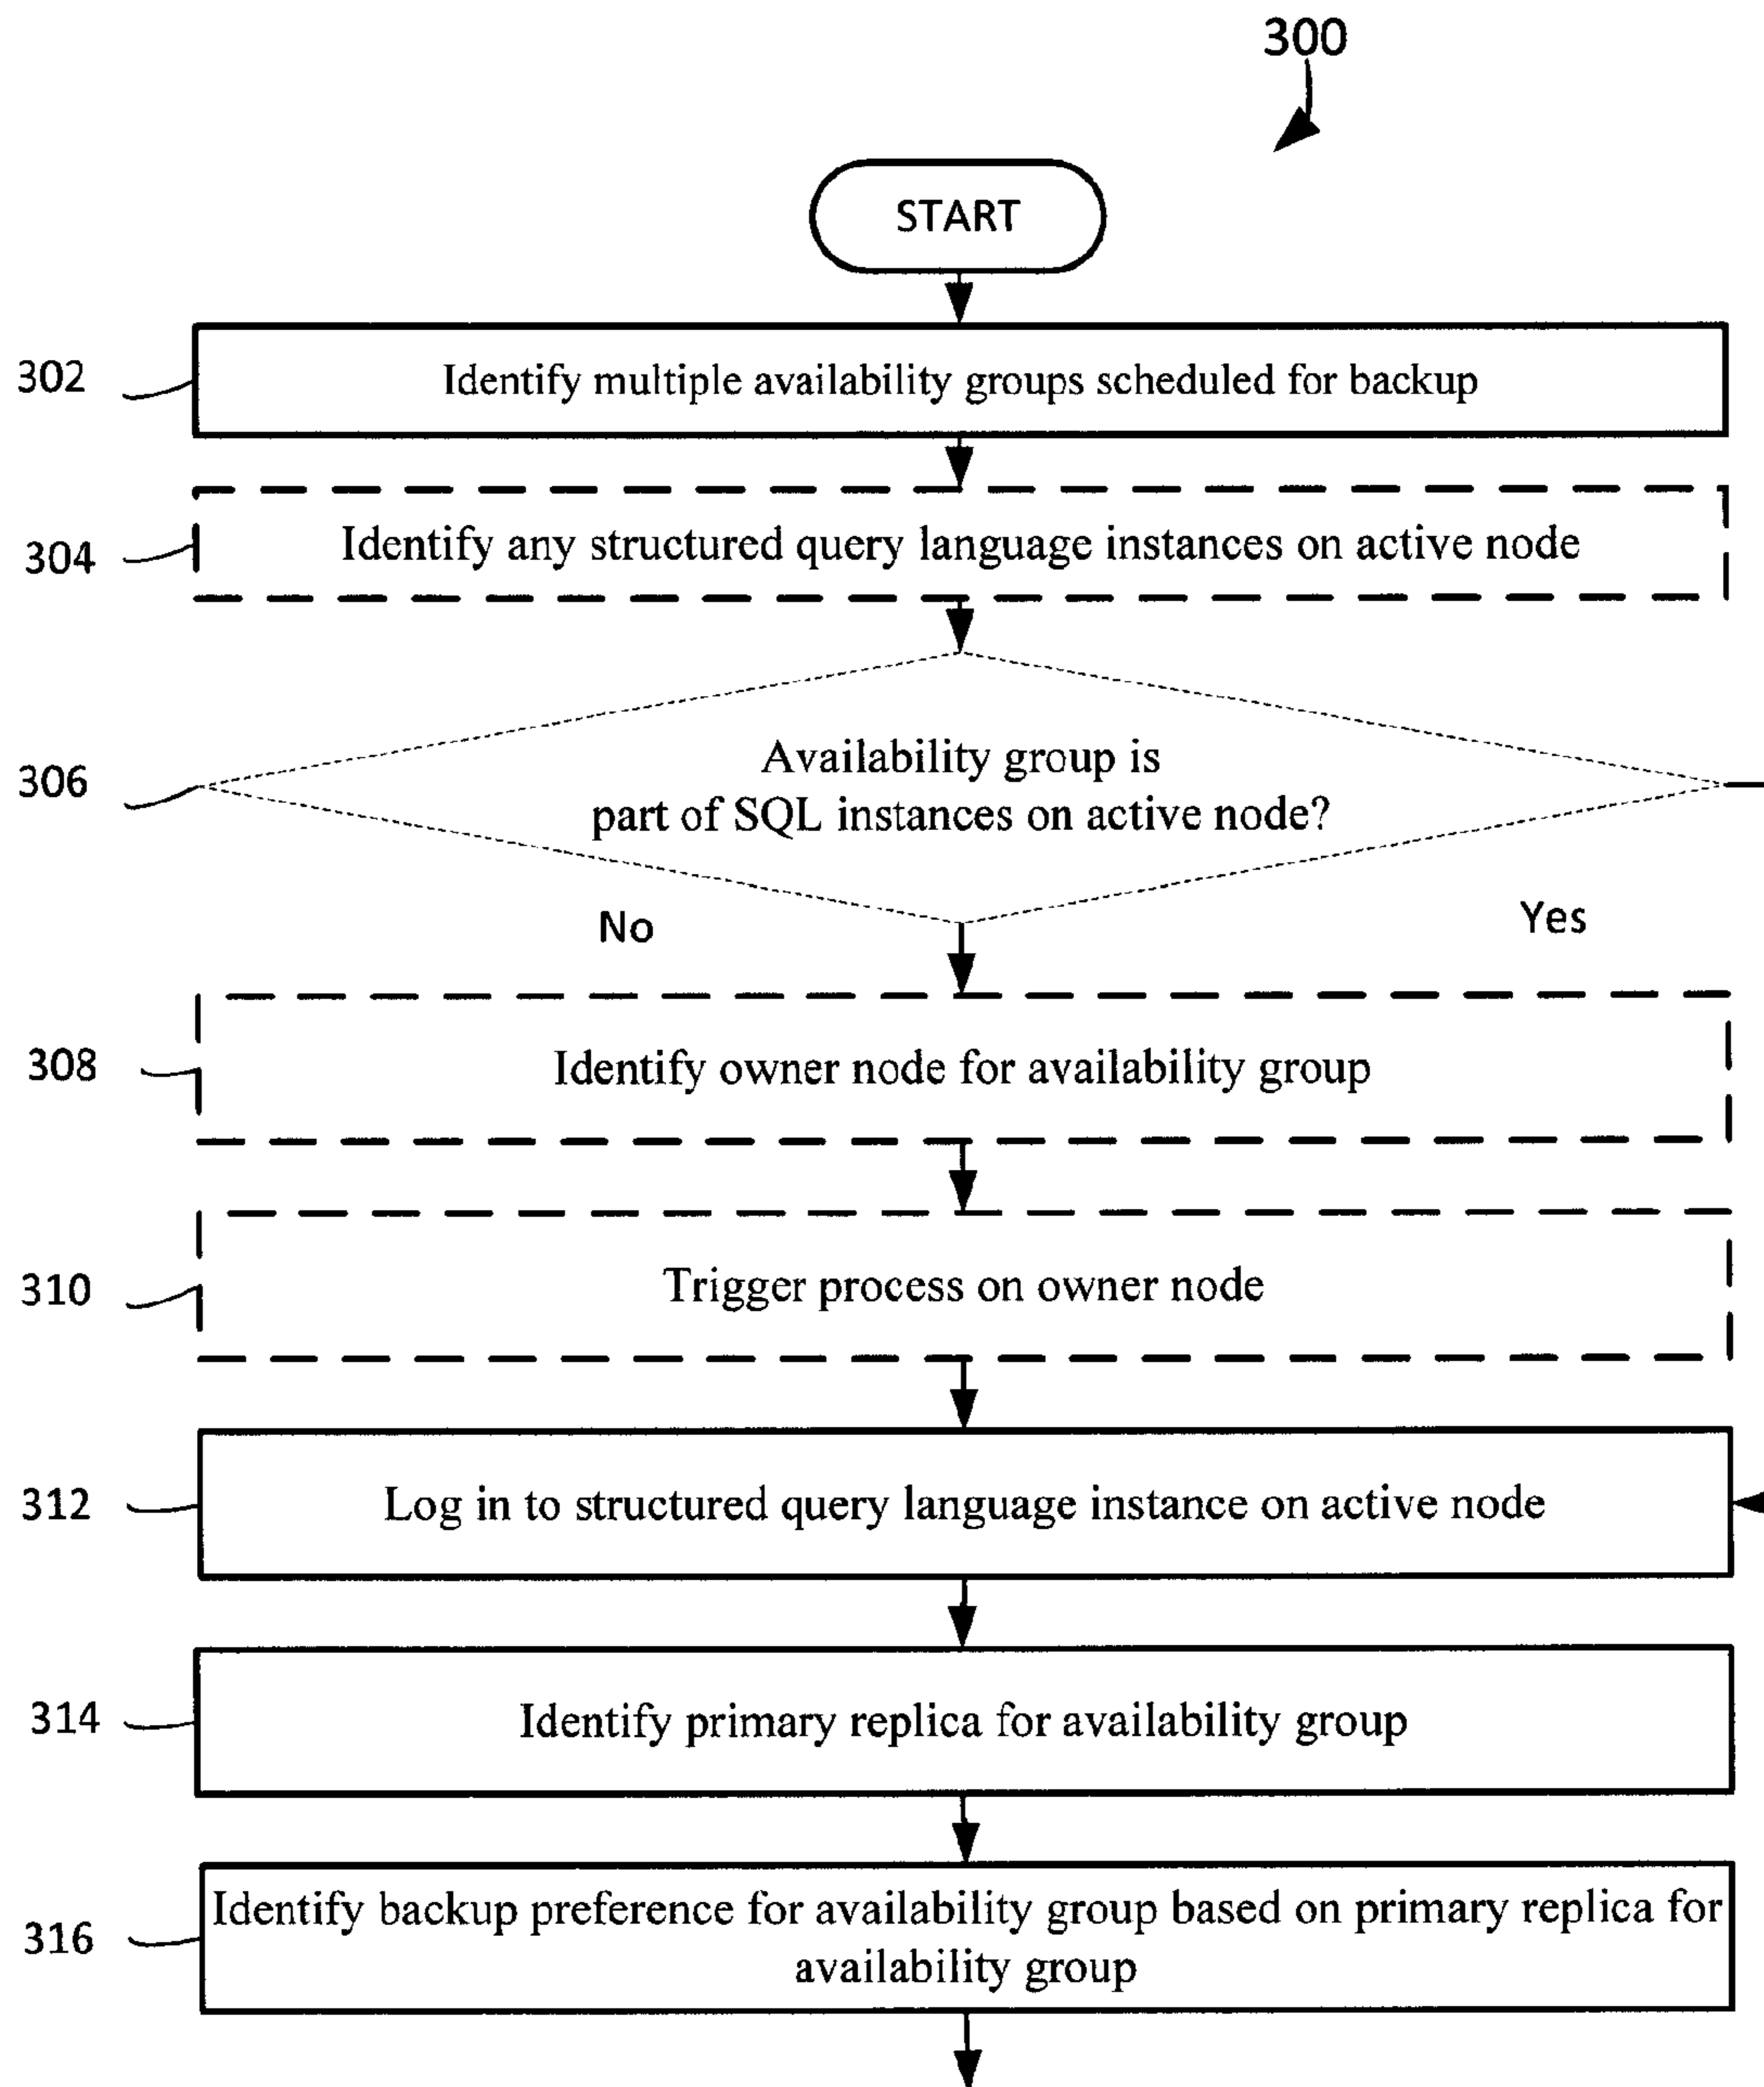 300
START
302
Identify multiple availability groups scheduled for backup
304
Identify any structured query language instances on active node
306
Availability group is
part of SQL instances on active node?
No
Yes
308
Identify owner node for availability group
310
Trigger process on owner node
312
Log in to structured query language instance on active node
314
Identify primary replica for availability group
316
Identify backup preference for availability group based on primary replica for
availability group